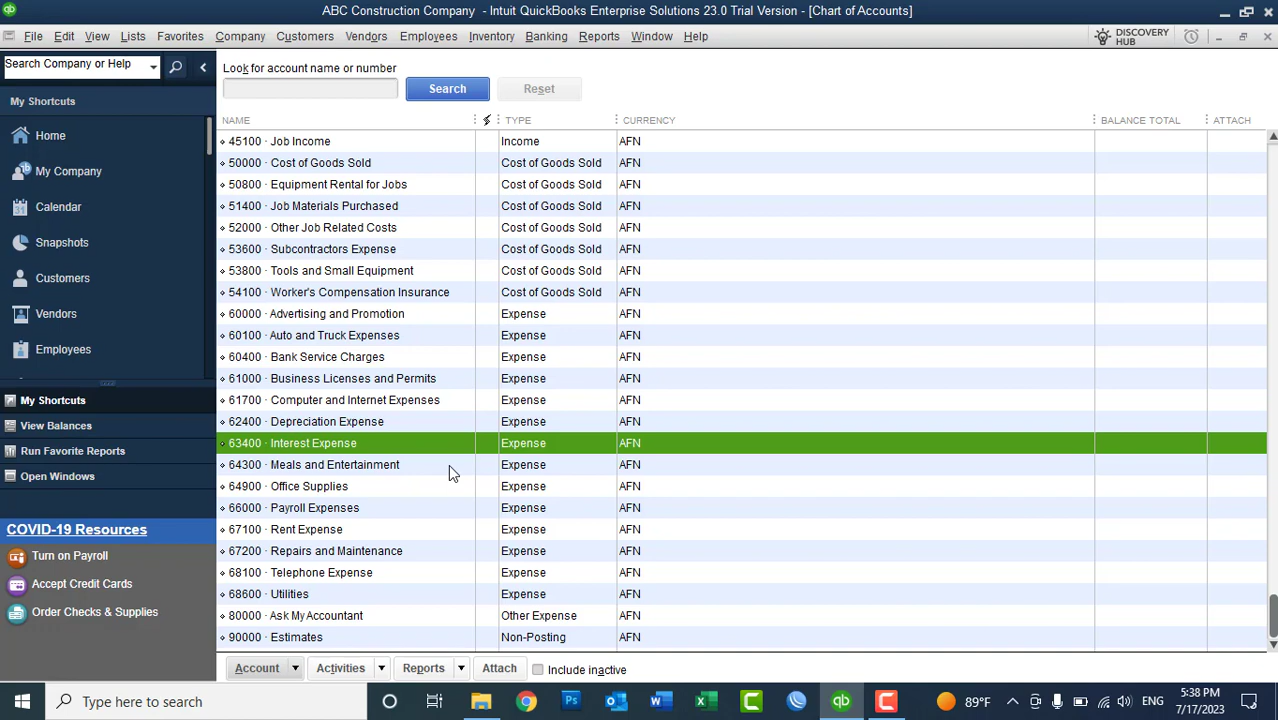 ABC Construction Company - Intuit QuickBooks Enterprise Solutions 23.0 Trial Version - [Chart of Accounts]
File Edit View Lists Favorites Company Customers Vendors Employees Inventory Banking Reports Window Help
DISCOVERY
HUB
Search Company or Help
My Shortcuts
Home
My Company
Calendar
31
Snapshots
Customers
Vendors
Employees
My Shortcuts
View Balances
Run Favorite Reports
Open Windows
COVID-19 Resources
Turn on Payroll
Accept Credit Cards
Order Checks & Supplies
Look for account name or number
Search Reset
NAME TYPE CURRENCY BALANCE TOTAL ATTACH
45100 · Job Income Income AFN
50000 · Cost of Goods Sold Cost of Goods Sold AFN
50800 · Equipment Rental for Jobs Cost of Goods Sold AFN
51400 · Job Materials Purchased Cost of Goods Sold AFN
52000 · Other Job Related Costs Cost of Goods Sold AFN
53600 · Subcontractors Expense Cost of Goods Sold AFN
53800 · Tools and Small Equipment Cost of Goods Sold AFN
54100 · Worker's Compensation Insurance Cost of Goods Sold AFN
60000 · Advertising and Promotion Expense AFN
60100 · Auto and Truck Expenses Expense AFN
60400 · Bank Service Charges Expense AFN
61000 · Business Licenses and Permits Expense AFN
61700 · Computer and Internet Expenses Expense AFN
62400 · Depreciation Expense Expense AFN
63400 · Interest Expense Expense AFN
64300 · Meals and Entertainment Expense AFN
64900 · Office Supplies Expense AFN
66000 · Payroll Expenses Expense AFN
67100 · Rent Expense Expense AFN
67200 · Repairs and Maintenance Expense AFN
68100 · Telephone Expense Expense AFN
68600 · Utilities Expense AFN
80000 · Ask My Accountant Other Expense AFN
90000 · Estimates Non-Posting AFN
Account Activities Reports Attach Include inactive
Type here to search
Ps
qb
89°F
ENG
5:38 PM
7/17/2023